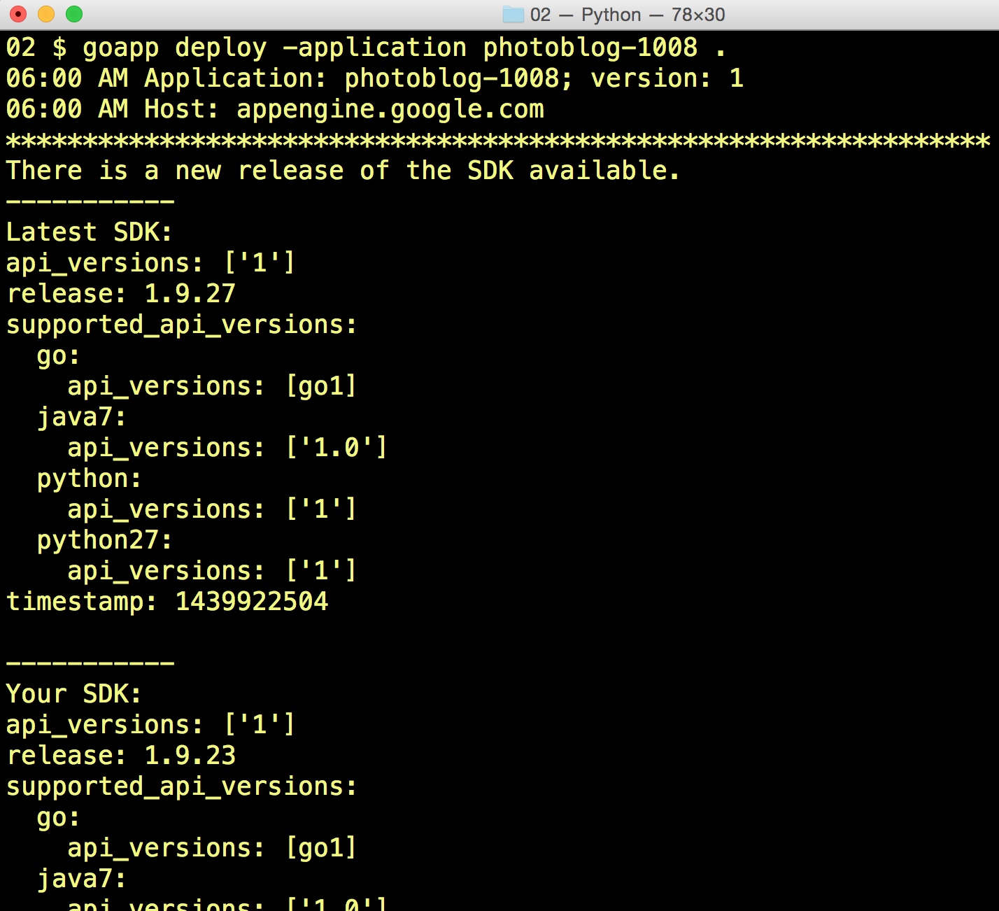 02 — Python — 78×30
02 $ goapp deploy -application photoblog-1008 .
06:00 AM Application: photoblog-1008; version: 1
06:00 AM Host: appengine.google.com
****************************************************************
There is a new release of the SDK available.
-----------
Latest SDK:
api_versions: ['1']
release: 1.9.27
supported_api_versions:
  go:
    api_versions: [go1]
  java7:
    api_versions: ['1.0']
  python:
    api_versions: ['1']
  python27:
    api_versions: ['1']
timestamp: 1439922504
-----------
Your SDK:
api_versions: ['1']
release: 1.9.23
supported_api_versions:
  go:
    api_versions: [go1]
  java7:
    api_versions: ['1.0']